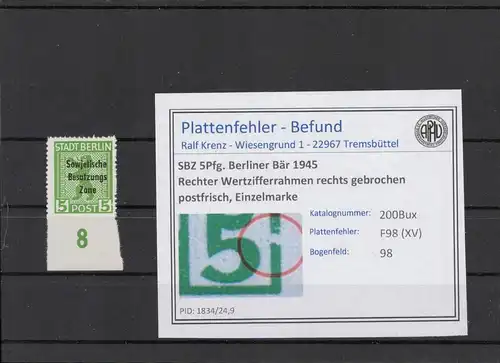 STADT BERLIN
Sowjetische
Besatzungs
Zone
5 POST 5
8
Plattenfehler - Befund
Ralf Krenz - Wiesengrund 1 - 22967 Tremsbüttel
SBZ 5Pfg. Berliner Bär 1945
Rechter Wertzifferrahmen rechts gebrochen
postfrisch, Einzelmarke
Katalognummer: 200Bux
Plattenfehler: F98 (XV)
Bogenfeld: 98
5
PID: 1834/24,9